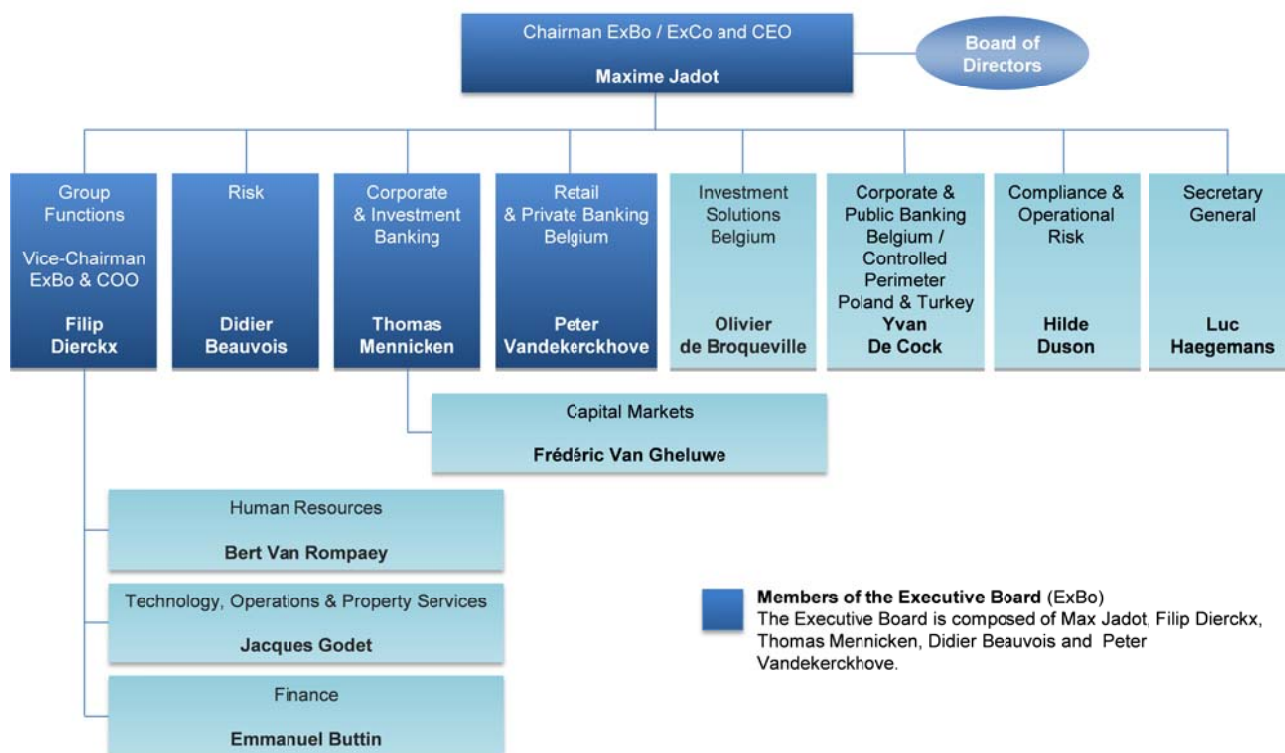 Chairman ExBo / ExCo and CEO
Maxime Jadot
Board of
Directors
Group
Functions
Vice-Chairman
ExBo & COO
Filip
Dierckx
Risk
Didier
Beauvois
Corporate
& Investment
Banking
Thomas
Mennicken
Retail
& Private Banking
Belgium
Peter
Vandekerckhove
Investment
Solutions
Belgium
Olivier
de Broqueville
Corporate &
Public Banking
Belgium /
Controlled
Perimeter
Poland & Turkey
Yvan
De Cock
Compliance &
Operational
Risk
Hilde
Duson
Secretary
General
Luc
Haegemans
Capital Markets
Frédéric Van Gheluwe
Human Resources
Bert Van Rompaey
Technology, Operations & Property Services
Jacques Godet
Finance
Emmanuel Buttin
Members of the Executive Board (ExBo)
The Executive Board is composed of Max Jadot, Filip Dierckx,
Thomas Mennicken, Didier Beauvois and Peter
Vandekerckhove.